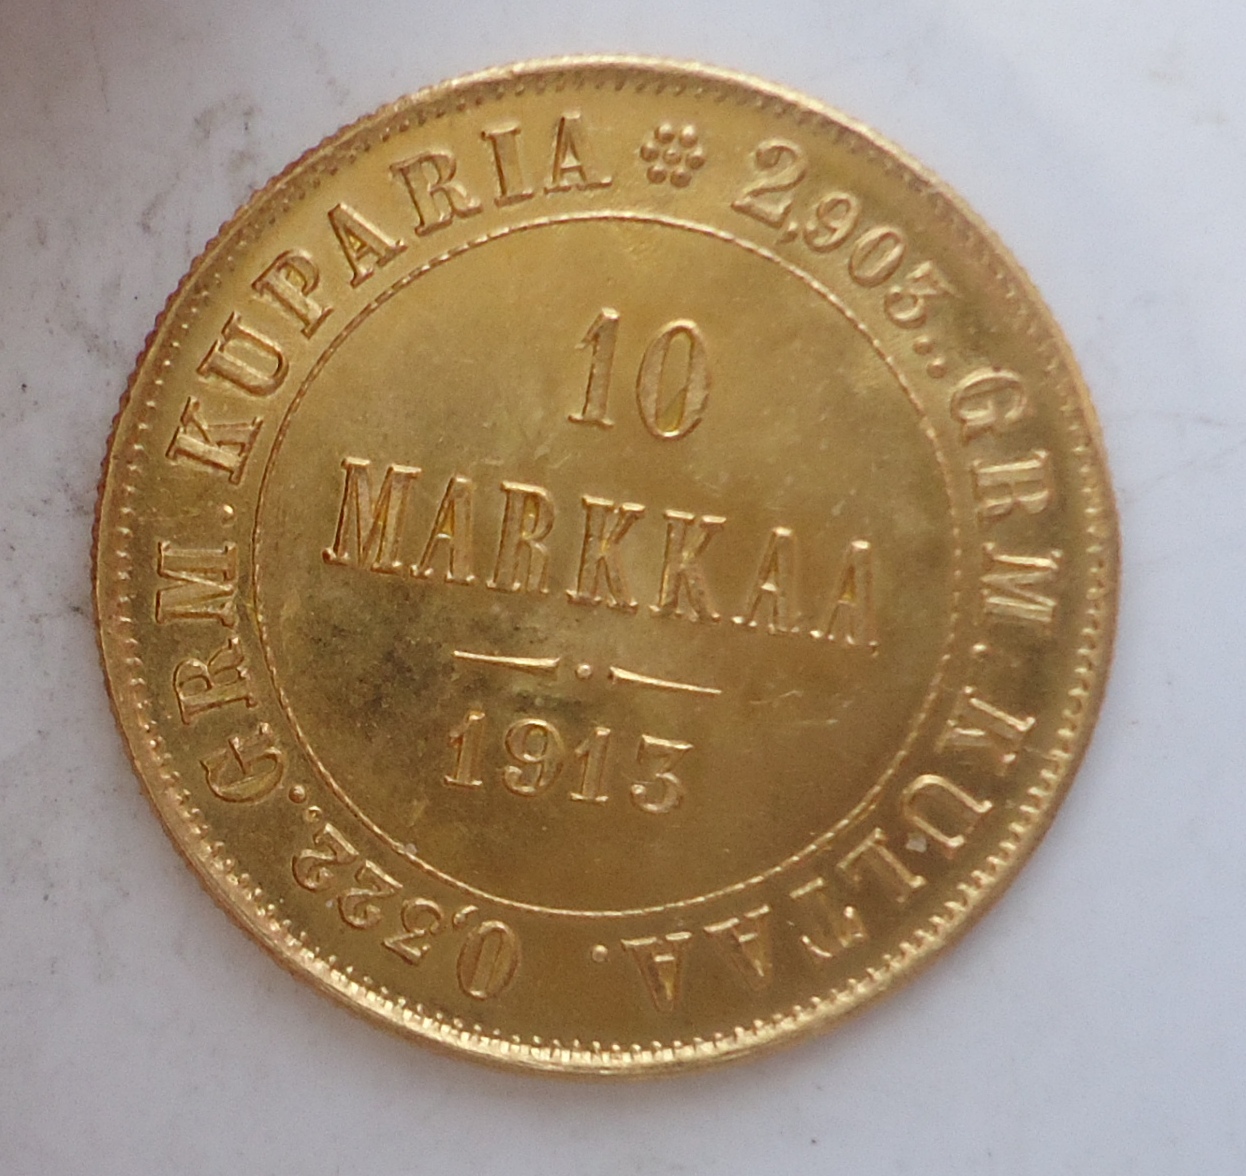 2,903..GRM.KULTAA. 0,322..GRM.KUPARIA
10
MARKKAA
1913